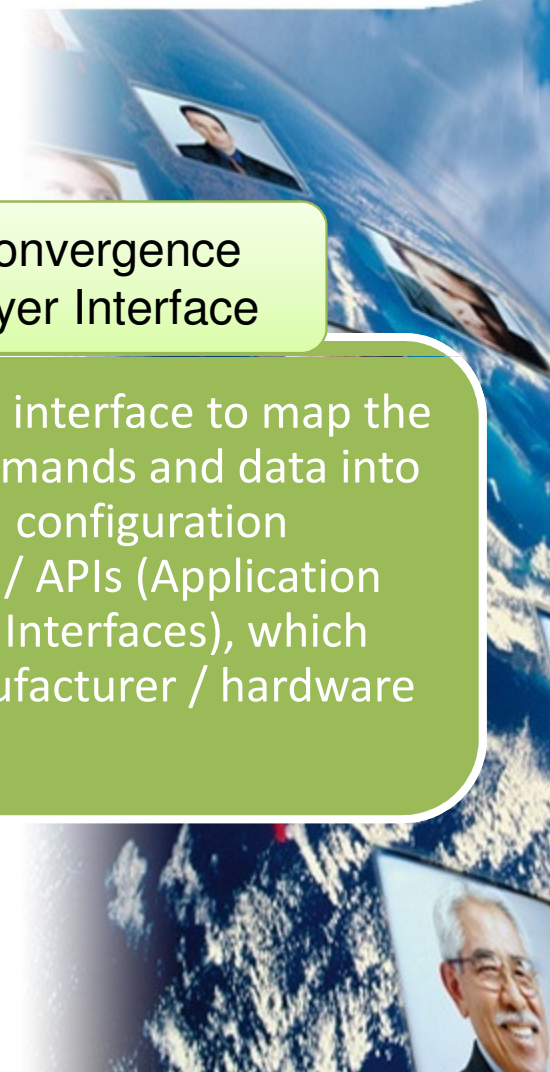 onvergence
yer Interface
interface to map the
mands and data into
configuration
/ APIs (Application
Interfaces), which
ufacturer / hardware